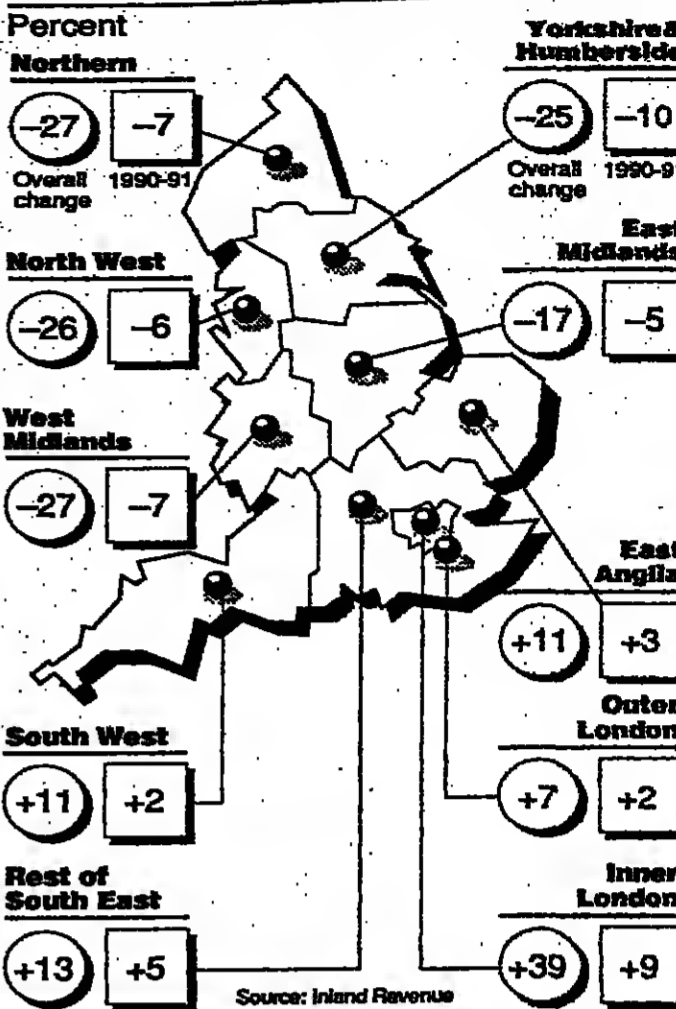 Percent
Northern
−27
−7
Overall
change
1990-91
Yorkshire &
Humberside
−25
−10
Overall
change
1990-91
North West
−26
−6
East
Midlands
−17
−5
West
Midlands
−27
−7
East
Anglia
+11
+3
South West
+11
+2
Outer
London
+7
+2
Rest of
South East
+13
+5
Inner
London
+39
+9
Source: Inland Revenue